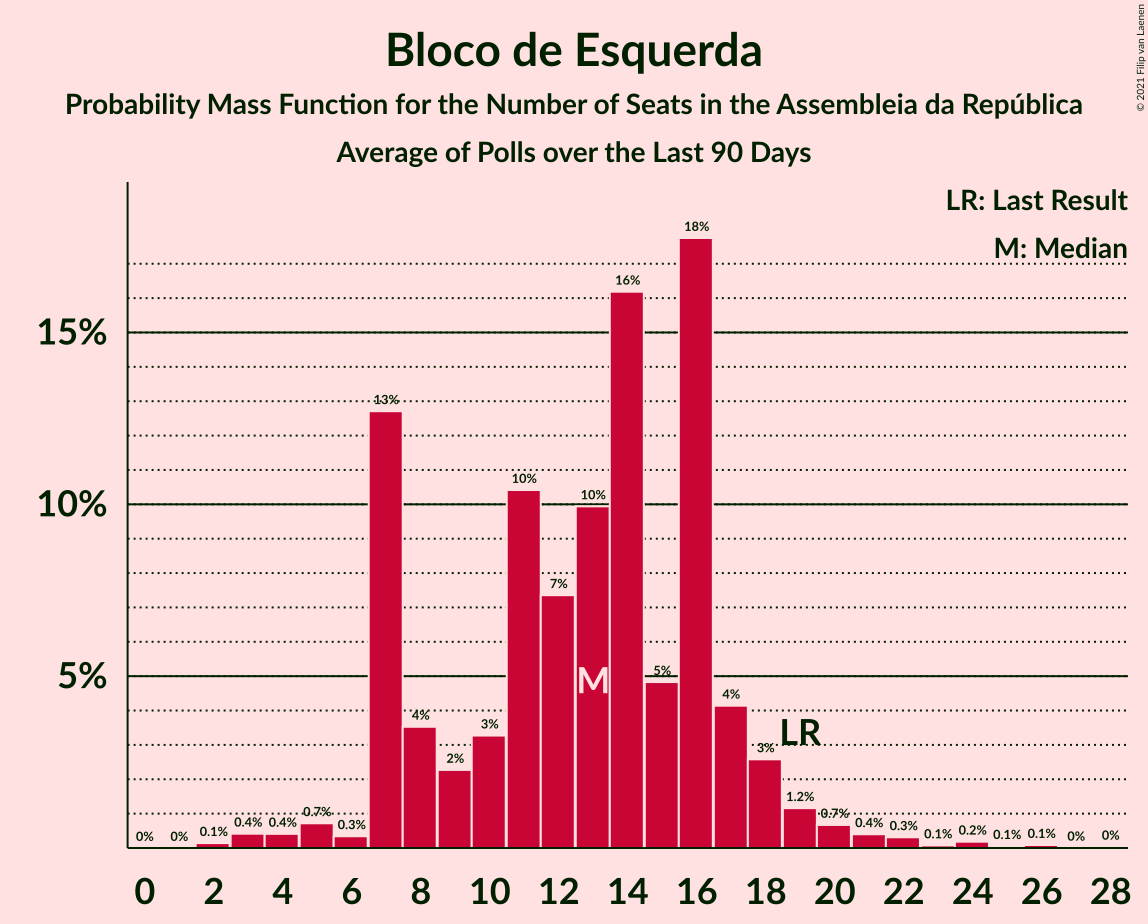 Bloco de Esquerda
Probability Mass Function for the Number of Seats in the Assembleia da República
Average of Polls over the Last 90 Days
© 2021 Filip van Laenen
LR: Last Result
M: Median
15%
10%
5%
0% 0% 0.1% 0.4% 0.4% 0.7% 0.3% 13% 4% 2% 3% 10% 7% 10% 16% 5% 18% 4% 3% 1.2% 0.7% 0.4% 0.3% 0.1% 0.2% 0.1% 0.1% 0% 0%
M
LR
0 2 4 6 8 10 12 14 16 18 20 22 24 26 28